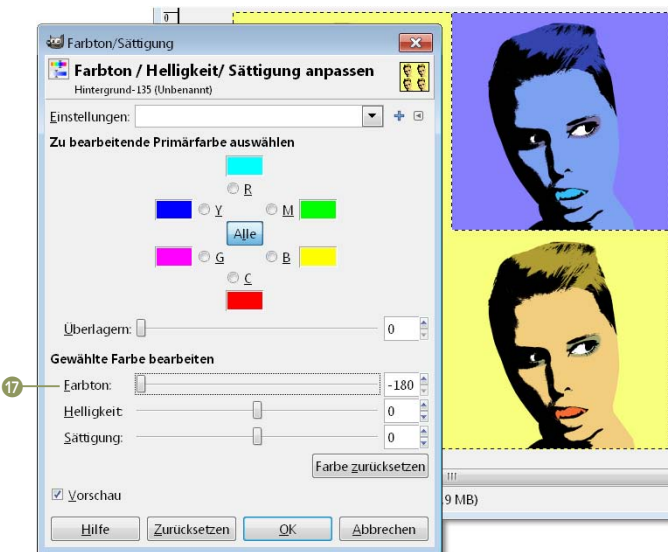 0
Farbton/Sättigung
Farbton / Helligkeit/ Sättigung anpassen
Hintergrund-135 (Unbenannt)
Einstellungen:
Zu bearbeitende Primärfarbe auswählen
R
Y M
Alle
G B
C
Überlagern: 0
Gewählte Farbe bearbeiten
17 Farbton: -180
Helligkeit: 0
Sättigung: 0
Farbe zurücksetzen
Vorschau
.9 MB)
Hilfe Zurücksetzen OK Abbrechen